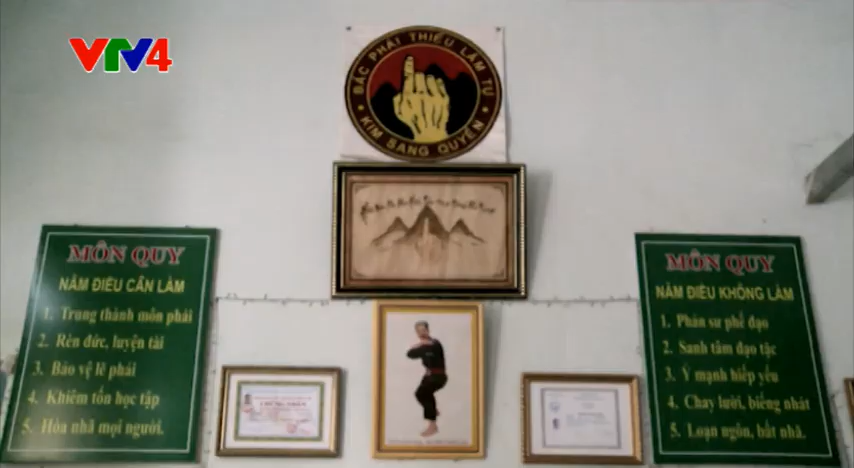 VTV4
BẮC PHÁI THIẾU LÂM TỰ
KIM SANG QUYỀN
MÔN QUY
NĂM ĐIỀU CẦN LÀM
1. Trung thành môn phái
2. Rèn đức, luyện tài
3. Bảo vệ lẽ phải
4. Khiêm tốn học tập
5. Hòa nhã mọi người.
MÔN QUY
NĂM ĐIỀU KHÔNG LÀM
1. Phản sư phế đạo
2. Sanh tâm đạo tặc
3. Ỷ mạnh hiếp yếu
4. Chay lười, biếng nhát
5. Loạn ngôn, bất nhã.